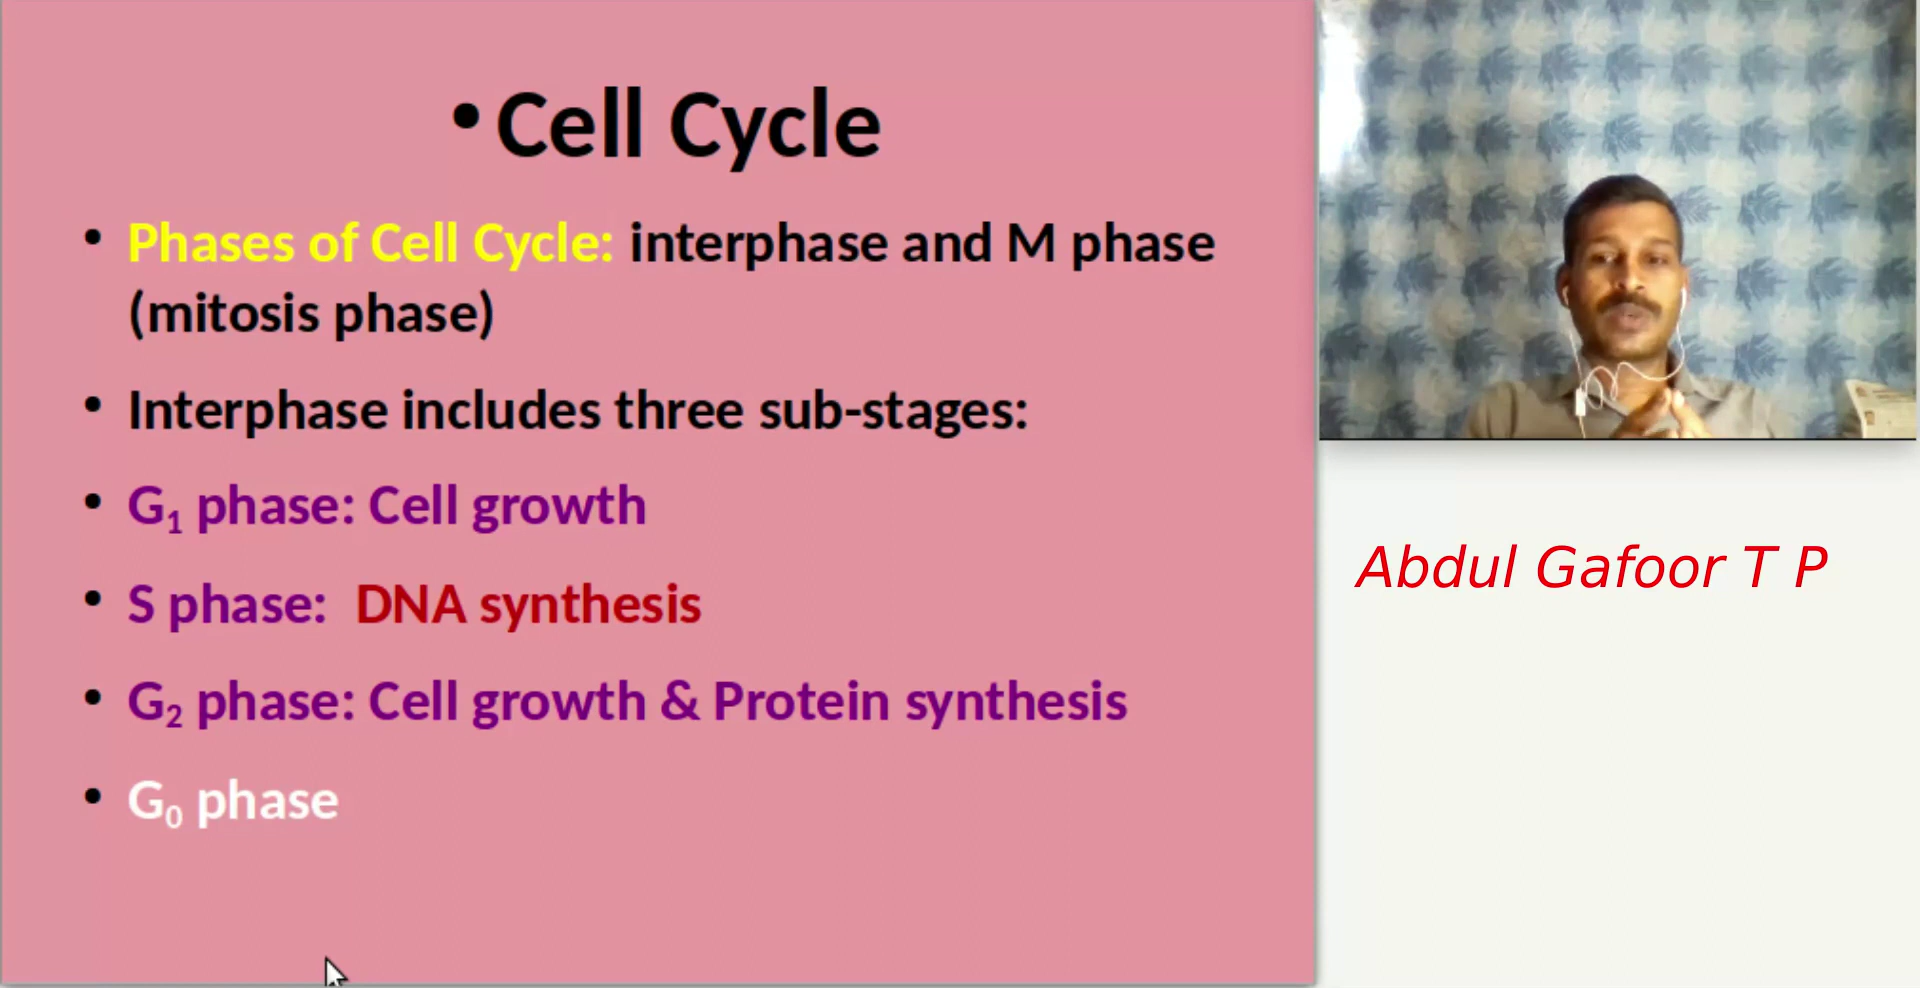 • Cell Cycle
• Phases of Cell Cycle: interphase and M phase
(mitosis phase)
• Interphase includes three sub-stages:
• G₁ phase: Cell growth
• S phase: DNA synthesis
• G₂ phase: Cell growth & Protein synthesis
• G₀ phase
Abdul Gafoor T P